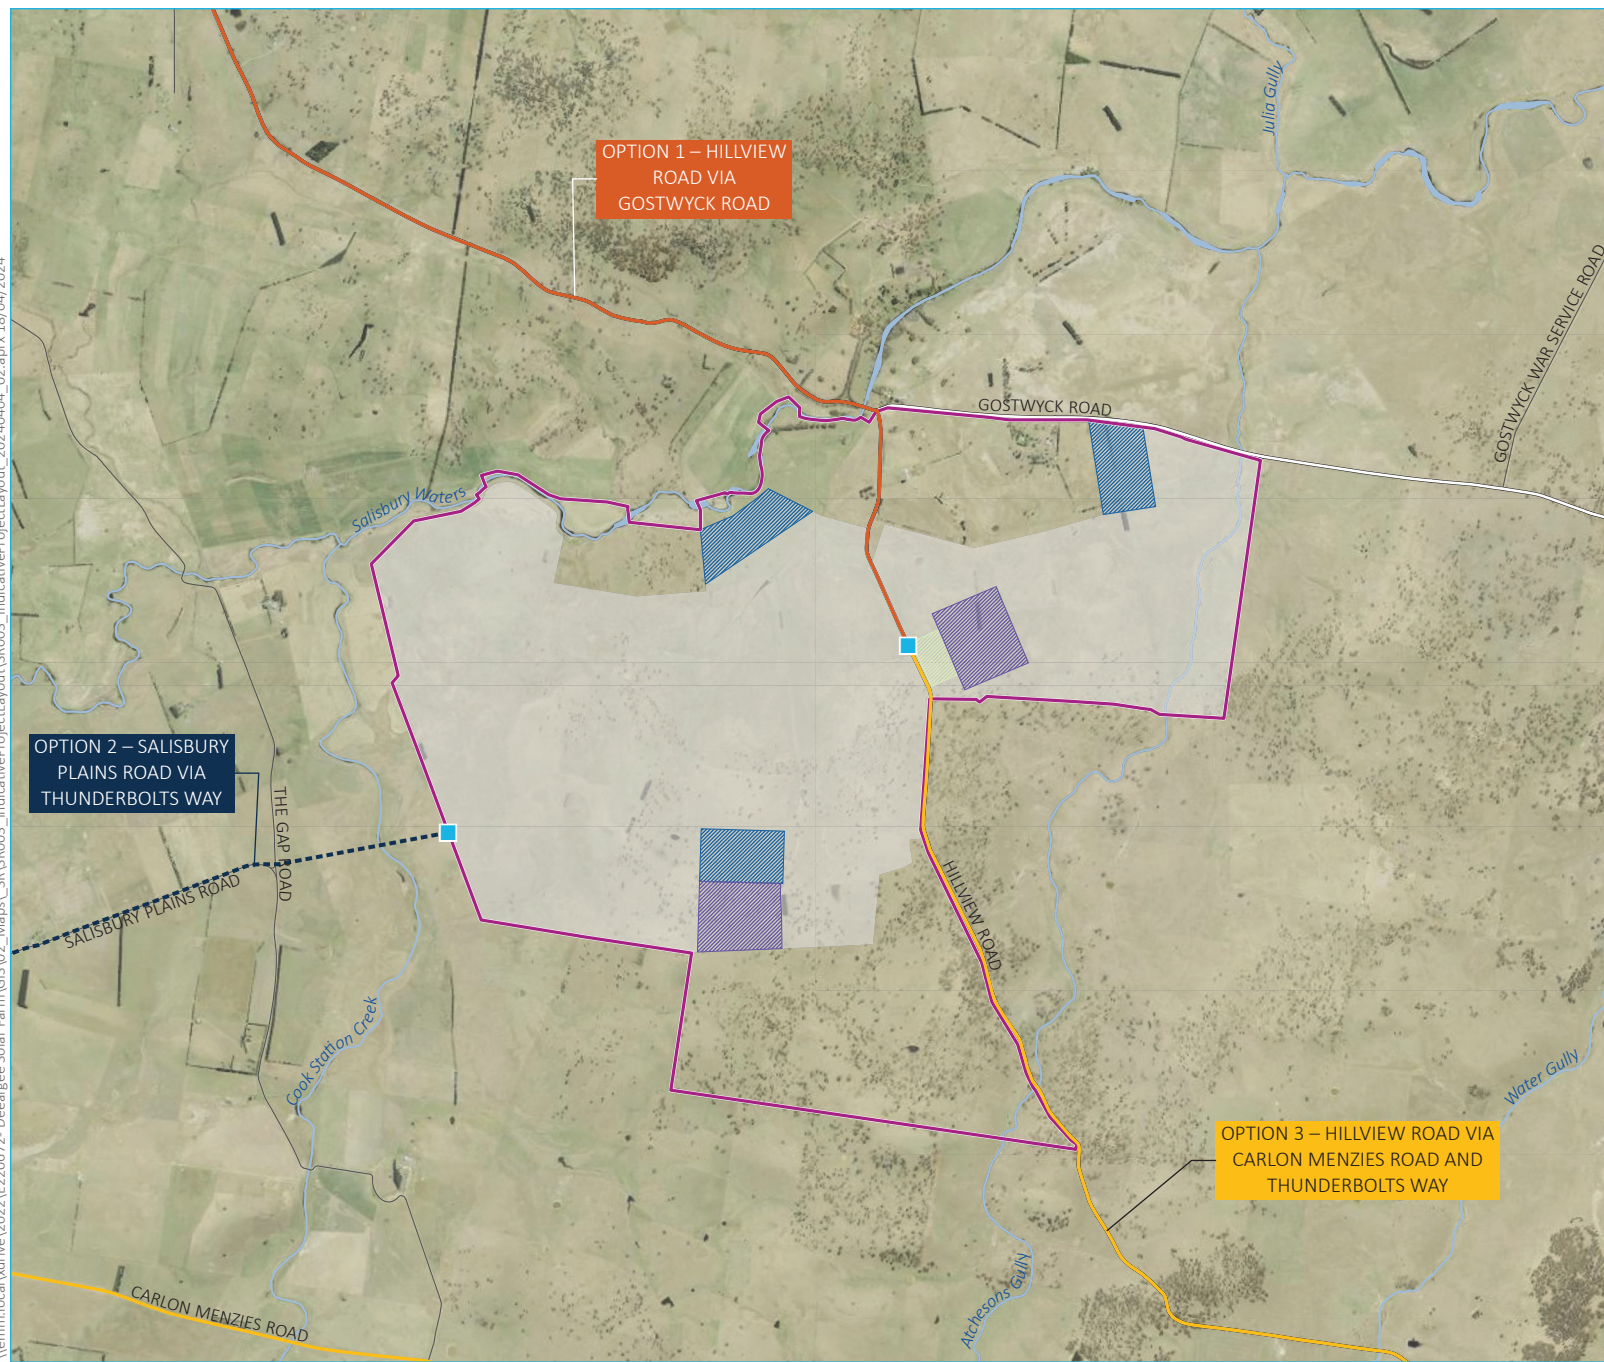 Julia Gully
OPTION 1 – HILLVIEW
ROAD VIA
GOSTWYCK ROAD
GOSTWYCK WAR SERVICE ROAD
GOSTWYCK ROAD
Salisbury Waters
OPTION 2 – SALISBURY
PLAINS ROAD VIA
THUNDERBOLTS WAY
THE GAP ROAD
SALISBURY PLAINS ROAD
HILLVIEW ROAD
Cook Station Creek
Water Gully
OPTION 3 – HILLVIEW ROAD VIA
CARLON MENZIES ROAD AND
THUNDERBOLTS WAY
Atchesons Gully
CARLON MENZIES ROAD